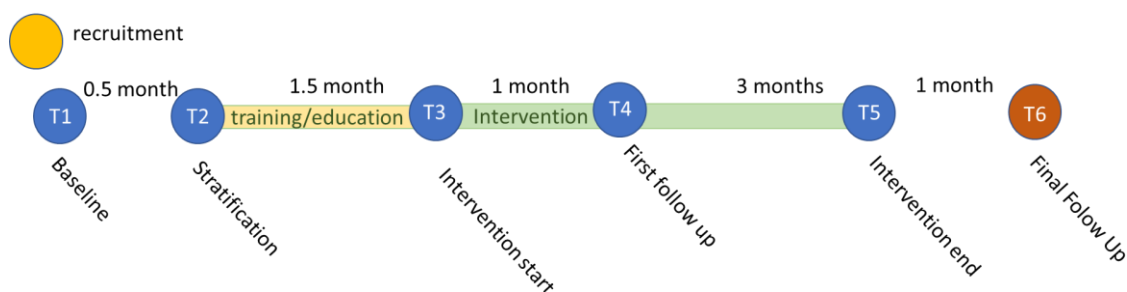 recruitment
0.5 month
1.5 month
1 month
3 months
1 month
T1
T2
training/education
T3
Intervention
T4
T5
T6
Baseline
Stratification
Intervention start
First follow up
Intervention end
Final Folow Up